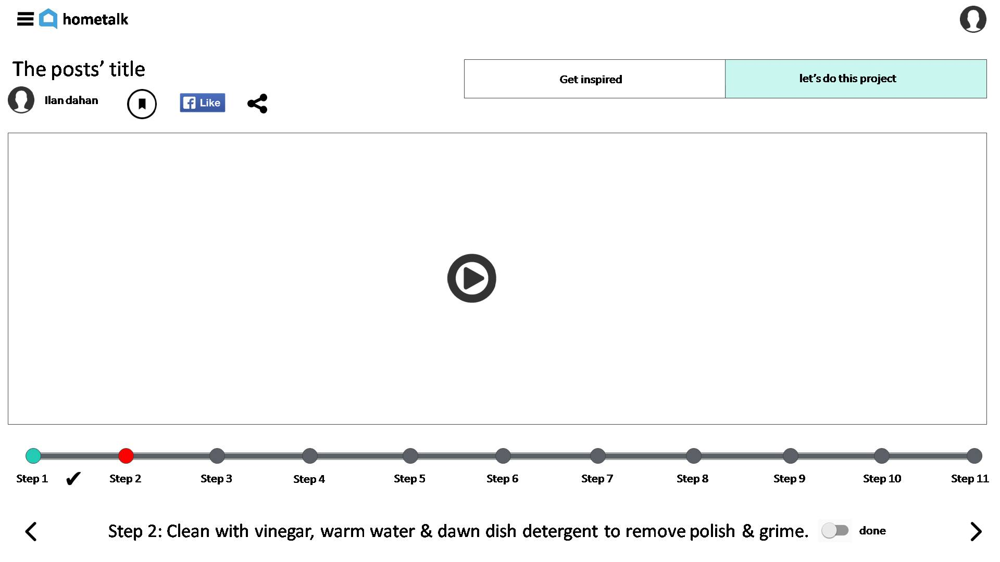 hometalk
The posts’ title
Get inspired
let’s do this project
Ilan dahan
Like
Step 1
Step 2
Step 3
Step 4
Step 5
Step 6
Step 7
Step 8
Step 9
Step 10
Step 11
Step 2: Clean with vinegar, warm water & dawn dish detergent to remove polish & grime.
done